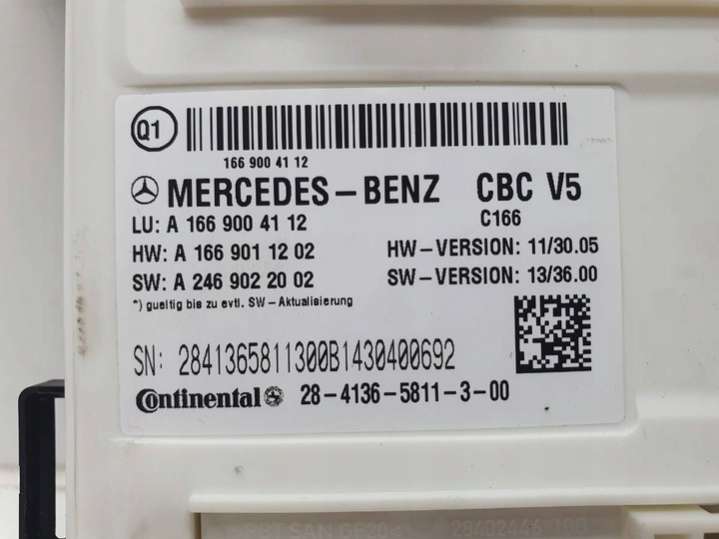 Q1
166 900 41 12
MERCEDES-BENZ CBC V5
LU: A 166 900 41 12 C166
HW: A 166 901 12 02 HW-VERSION: 11/30.05
SW: A 246 902 20 02 SW-VERSION: 13/36.00
*) gueltig bis zu evtl. SW-Aktualisierung
SN: 2841365811300B1430400692
Continental 28-4136-5811-3-00